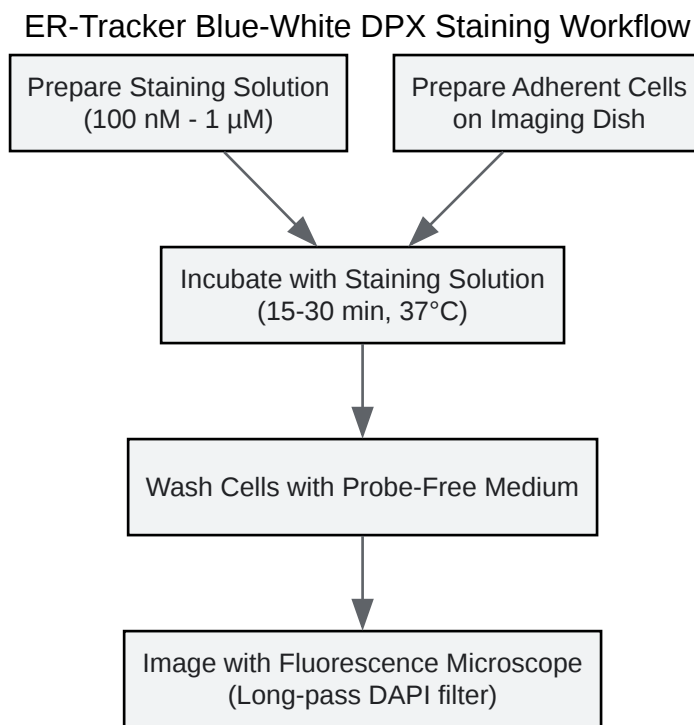 ER-Tracker Blue-White DPX Staining Workflow
Prepare Staining Solution
(100 nM - 1 µM)
Prepare Adherent Cells
on Imaging Dish
Incubate with Staining Solution
(15-30 min, 37°C)
Wash Cells with Probe-Free Medium
Image with Fluorescence Microscope
(Long-pass DAPI filter)